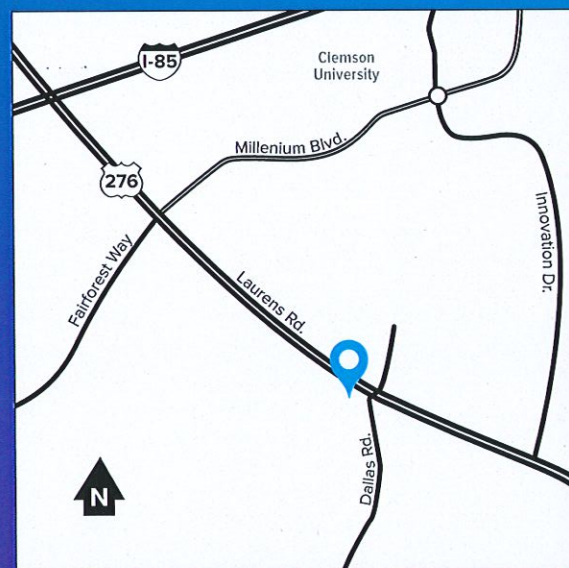 I-85
Clemson
University
Millenium Blvd.
276
Innovation Dr.
Fairforest Way
Laurens Rd.
Dallas Rd.
N